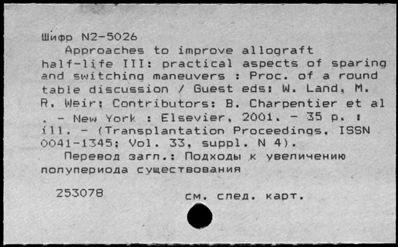 Шифр N2-5026
Approaches to improve allograft
half-life III: practical aspects of sparing
and switching maneuvers : Proc. of a round
table discussion / Guest eds: W. Land, M.
R. Weir; Contributors: B. Charpentier et al
. - New York : Elsevier, 2001. - 35 p. :
ill. - (Transplantation Proceedings, ISSN
0041-1345; Vol. 33, suppl. N 4).
Перевод загл.: Подходы к увеличению
полупериода существования
253078 см. след. карт.